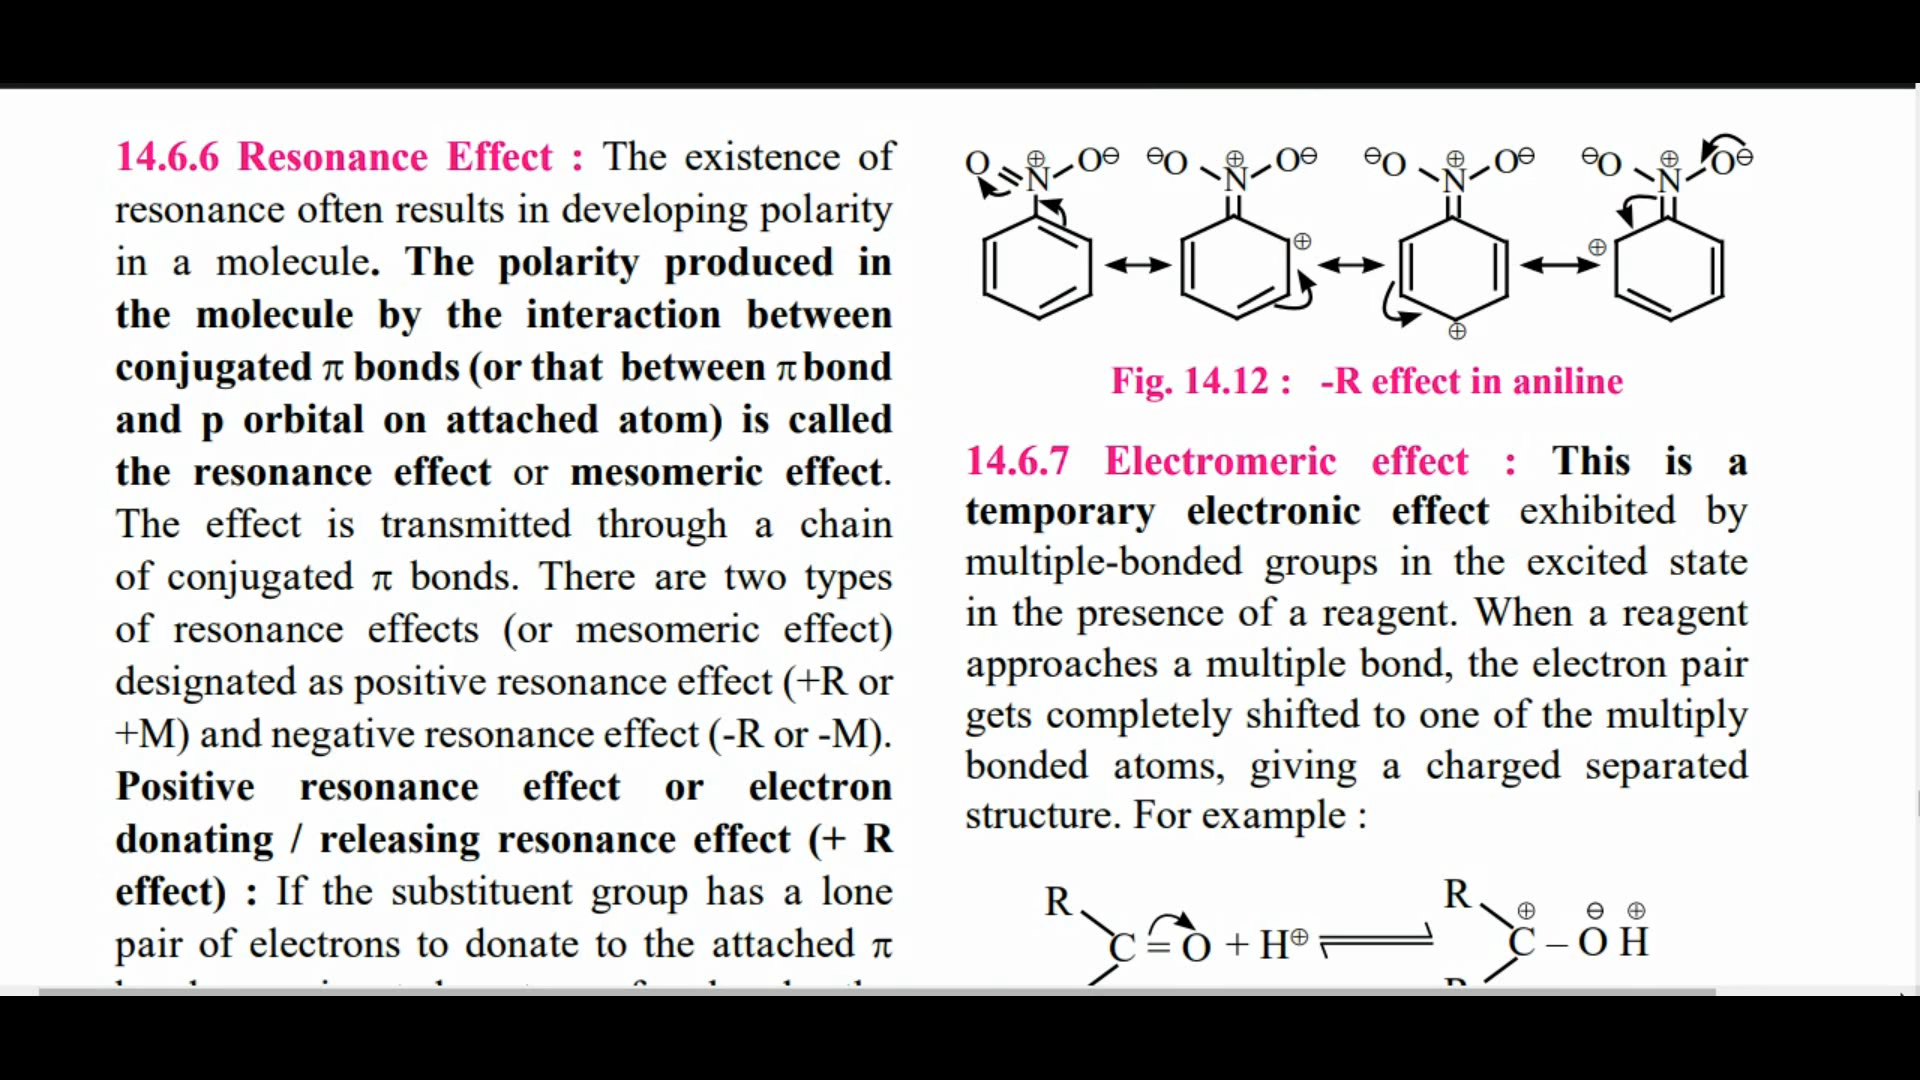 14.6.6 Resonance Effect : The existence of
resonance often results in developing polarity
in a molecule. The polarity produced in
the molecule by the interaction between
conjugated π bonds (or that between π bond
and p orbital on attached atom) is called
the resonance effect or mesomeric effect.
The effect is transmitted through a chain
of conjugated π bonds. There are two types
of resonance effects (or mesomeric effect)
designated as positive resonance effect (+R or
+M) and negative resonance effect (-R or -M).
Positive resonance effect or electron
donating / releasing resonance effect (+ R
effect) : If the substituent group has a lone
pair of electrons to donate to the attached π
O ⊕ N O⊖ ⊖O ⊕ N O⊖ ⊖O ⊕ N O⊖ ⊖O ⊕ N O⊖
⊕ ⊕
⊕
Fig. 14.12 : -R effect in aniline
14.6.7 Electromeric effect : This is a
temporary electronic effect exhibited by
multiple-bonded groups in the excited state
in the presence of a reagent. When a reagent
approaches a multiple bond, the electron pair
gets completely shifted to one of the multiply
bonded atoms, giving a charged separated
structure. For example :
R R ⊕ ⊖ ⊕
C = O + H⊕ C – O H